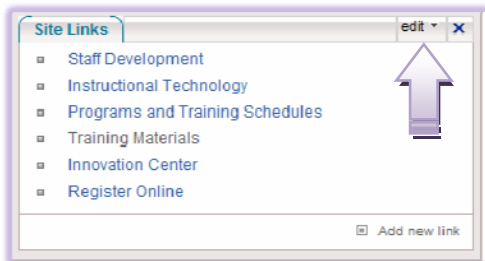 Site Links edit
Staff Development
Instructional Technology
Programs and Training Schedules
Training Materials
Innovation Center
Register Online
Add new link